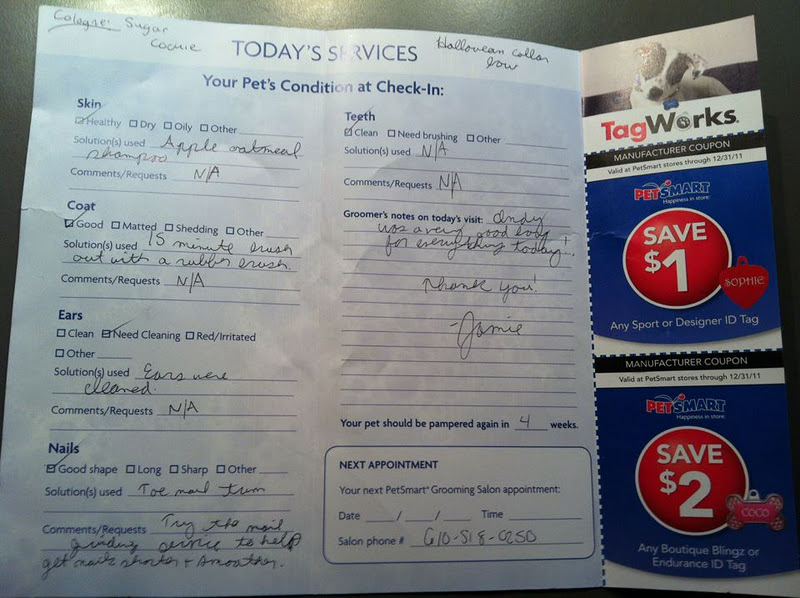 Cologne: Sugar
Cookie
Halloween collar
bow
TODAY'S SERVICES
Your Pet's Condition at Check-In:
Skin
☑ Healthy ☐ Dry ☐ Oily ☐ Other
Solution(s) used Apple oatmeal
shampoo
Comments/Requests N/A
Coat
☑ Good ☐ Matted ☐ Shedding ☐ Other
Solution(s) used 15 minute brush
out with a rubber brush.
Comments/Requests N/A
Ears
☐ Clean ☑ Need Cleaning ☐ Red/Irritated
☐ Other
Solution(s) used Ears were
cleaned.
Comments/Requests N/A
Nails
☑ Good shape ☐ Long ☐ Sharp ☐ Other
Solution(s) used Toe nail trim
Comments/Requests Try the nail
grinding service to help
get nails shorter + smoother.
Teeth
☑ Clean ☐ Need brushing ☐ Other
Solution(s) used N/A
Comments/Requests N/A
Groomer's notes on today's visit: Andy
was a very good boy
for everything today!
Thank you!
-Jamie
Your pet should be pampered again in 4 weeks.
NEXT APPOINTMENT
Your next PetSmart® Grooming Salon appointment:
Date / / Time
Salon phone # 610-818-0250
TagWorks.
MANUFACTURER COUPON
Valid at PetSmart stores through 12/31/11
PETSMART
Happiness in store:
SAVE
$1
SOPHIE
Any Sport or Designer ID Tag
MANUFACTURER COUPON
Valid at PetSmart stores through 12/31/11
PETSMART
Happiness in store:
SAVE
$2
COCO
Any Boutique Blingz or
Endurance ID Tag